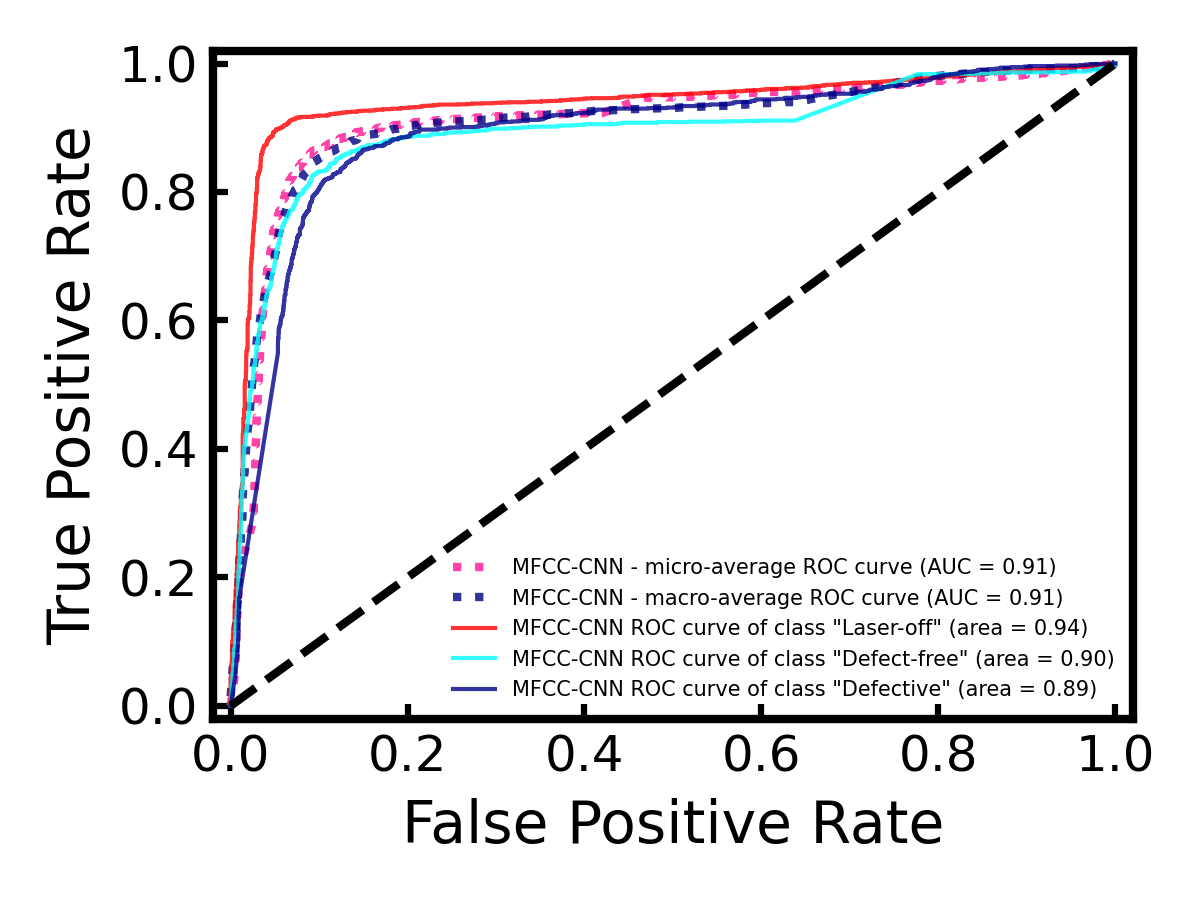 True Positive Rate
1.0
0.8
0.6
0.4
0.2
0.0
MFCC-CNN - micro-average ROC curve (AUC = 0.91)
MFCC-CNN - macro-average ROC curve (AUC = 0.91)
MFCC-CNN ROC curve of class "Laser-off" (area = 0.94)
MFCC-CNN ROC curve of class "Defect-free" (area = 0.90)
MFCC-CNN ROC curve of class "Defective" (area = 0.89)
0.0 0.2 0.4 0.6 0.8 1.0
False Positive Rate